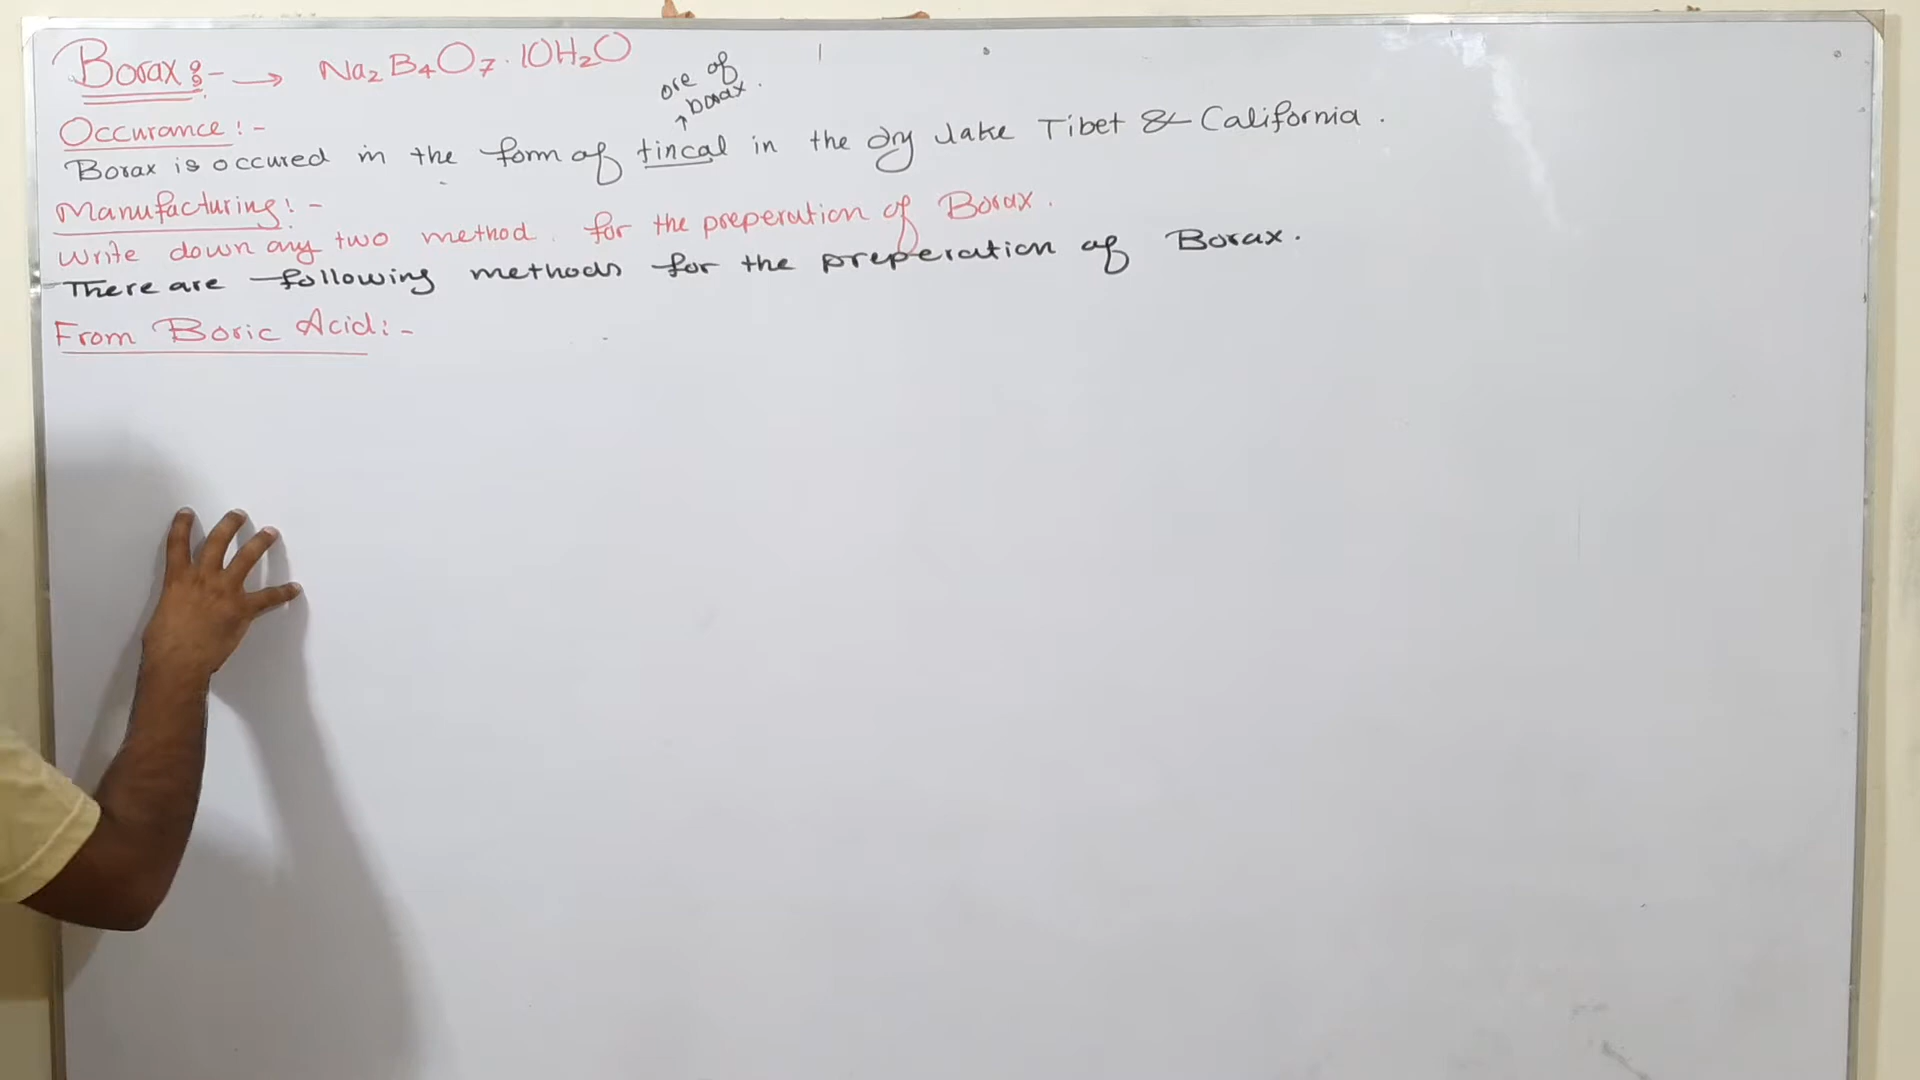 Borax :- → Na₂B₄O₇.10H₂O
ore of
borax.
↑
Occurance :-
Borax is occured in the form of tincal in the dry lake Tibet & California.
Manufacturing :-
Write down any two method. for the preperation of Borax.
There are following methods for the preperation of Borax.
From Boric Acid :-